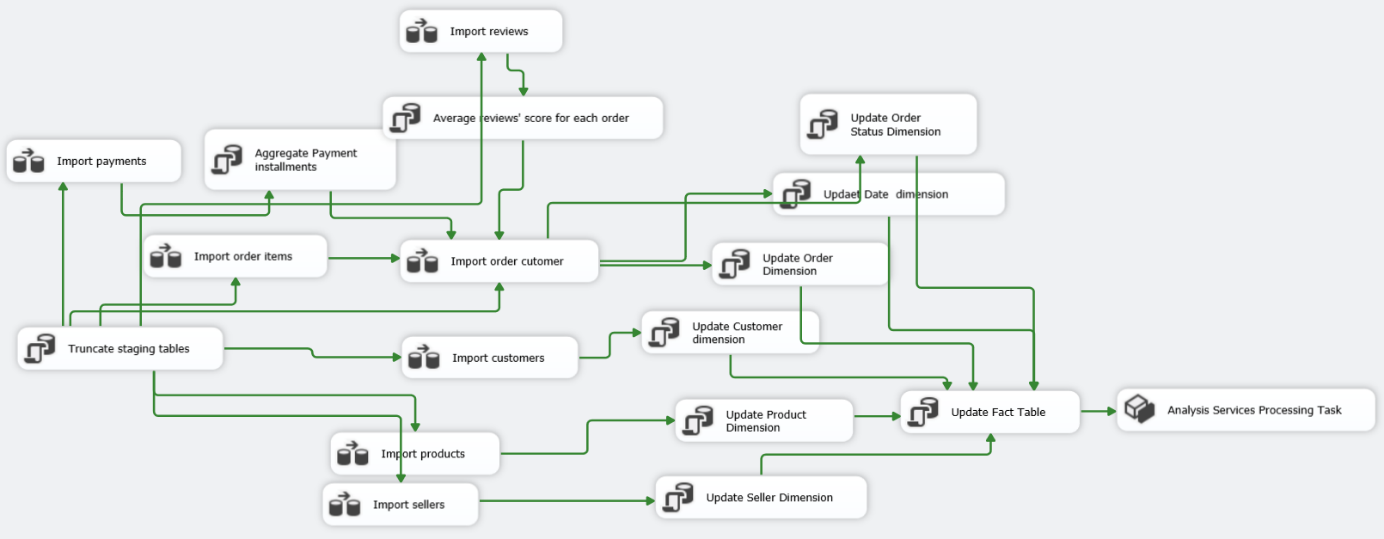 Import reviews
Average reviews' score for each order
Update Order
Status Dimension
Import payments
Aggregate Payment
installments
Updaet Date  dimension
Import order items
Import order cutomer
Update Order
Dimension
Truncate staging tables
Import customers
Update Customer
dimension
Update Product
Dimension
Update Fact Table
Analysis Services Processing Task
Import products
Import sellers
Update Seller Dimension